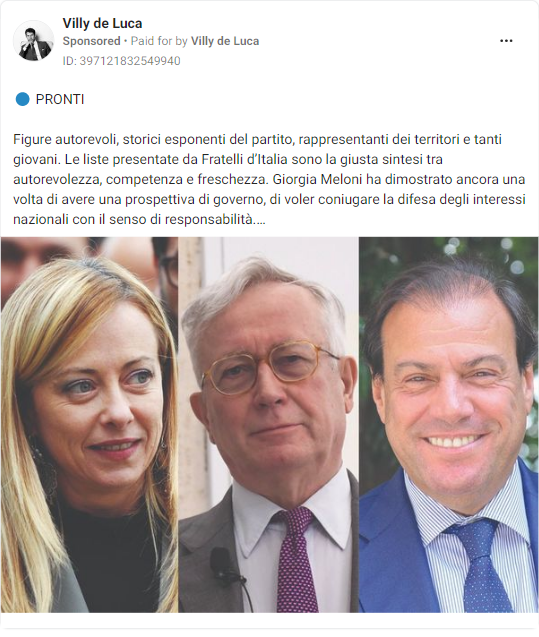 Villy de Luca
Sponsored • Paid for by Villy de Luca
ID: 397121832549940
PRONTI
Figure autorevoli, storici esponenti del partito, rappresentanti dei territori e tanti
giovani. Le liste presentate da Fratelli d’Italia sono la giusta sintesi tra
autorevolezza, competenza e freschezza. Giorgia Meloni ha dimostrato ancora una
volta di avere una prospettiva di governo, di voler coniugare la difesa degli interessi
nazionali con il senso di responsabilità....